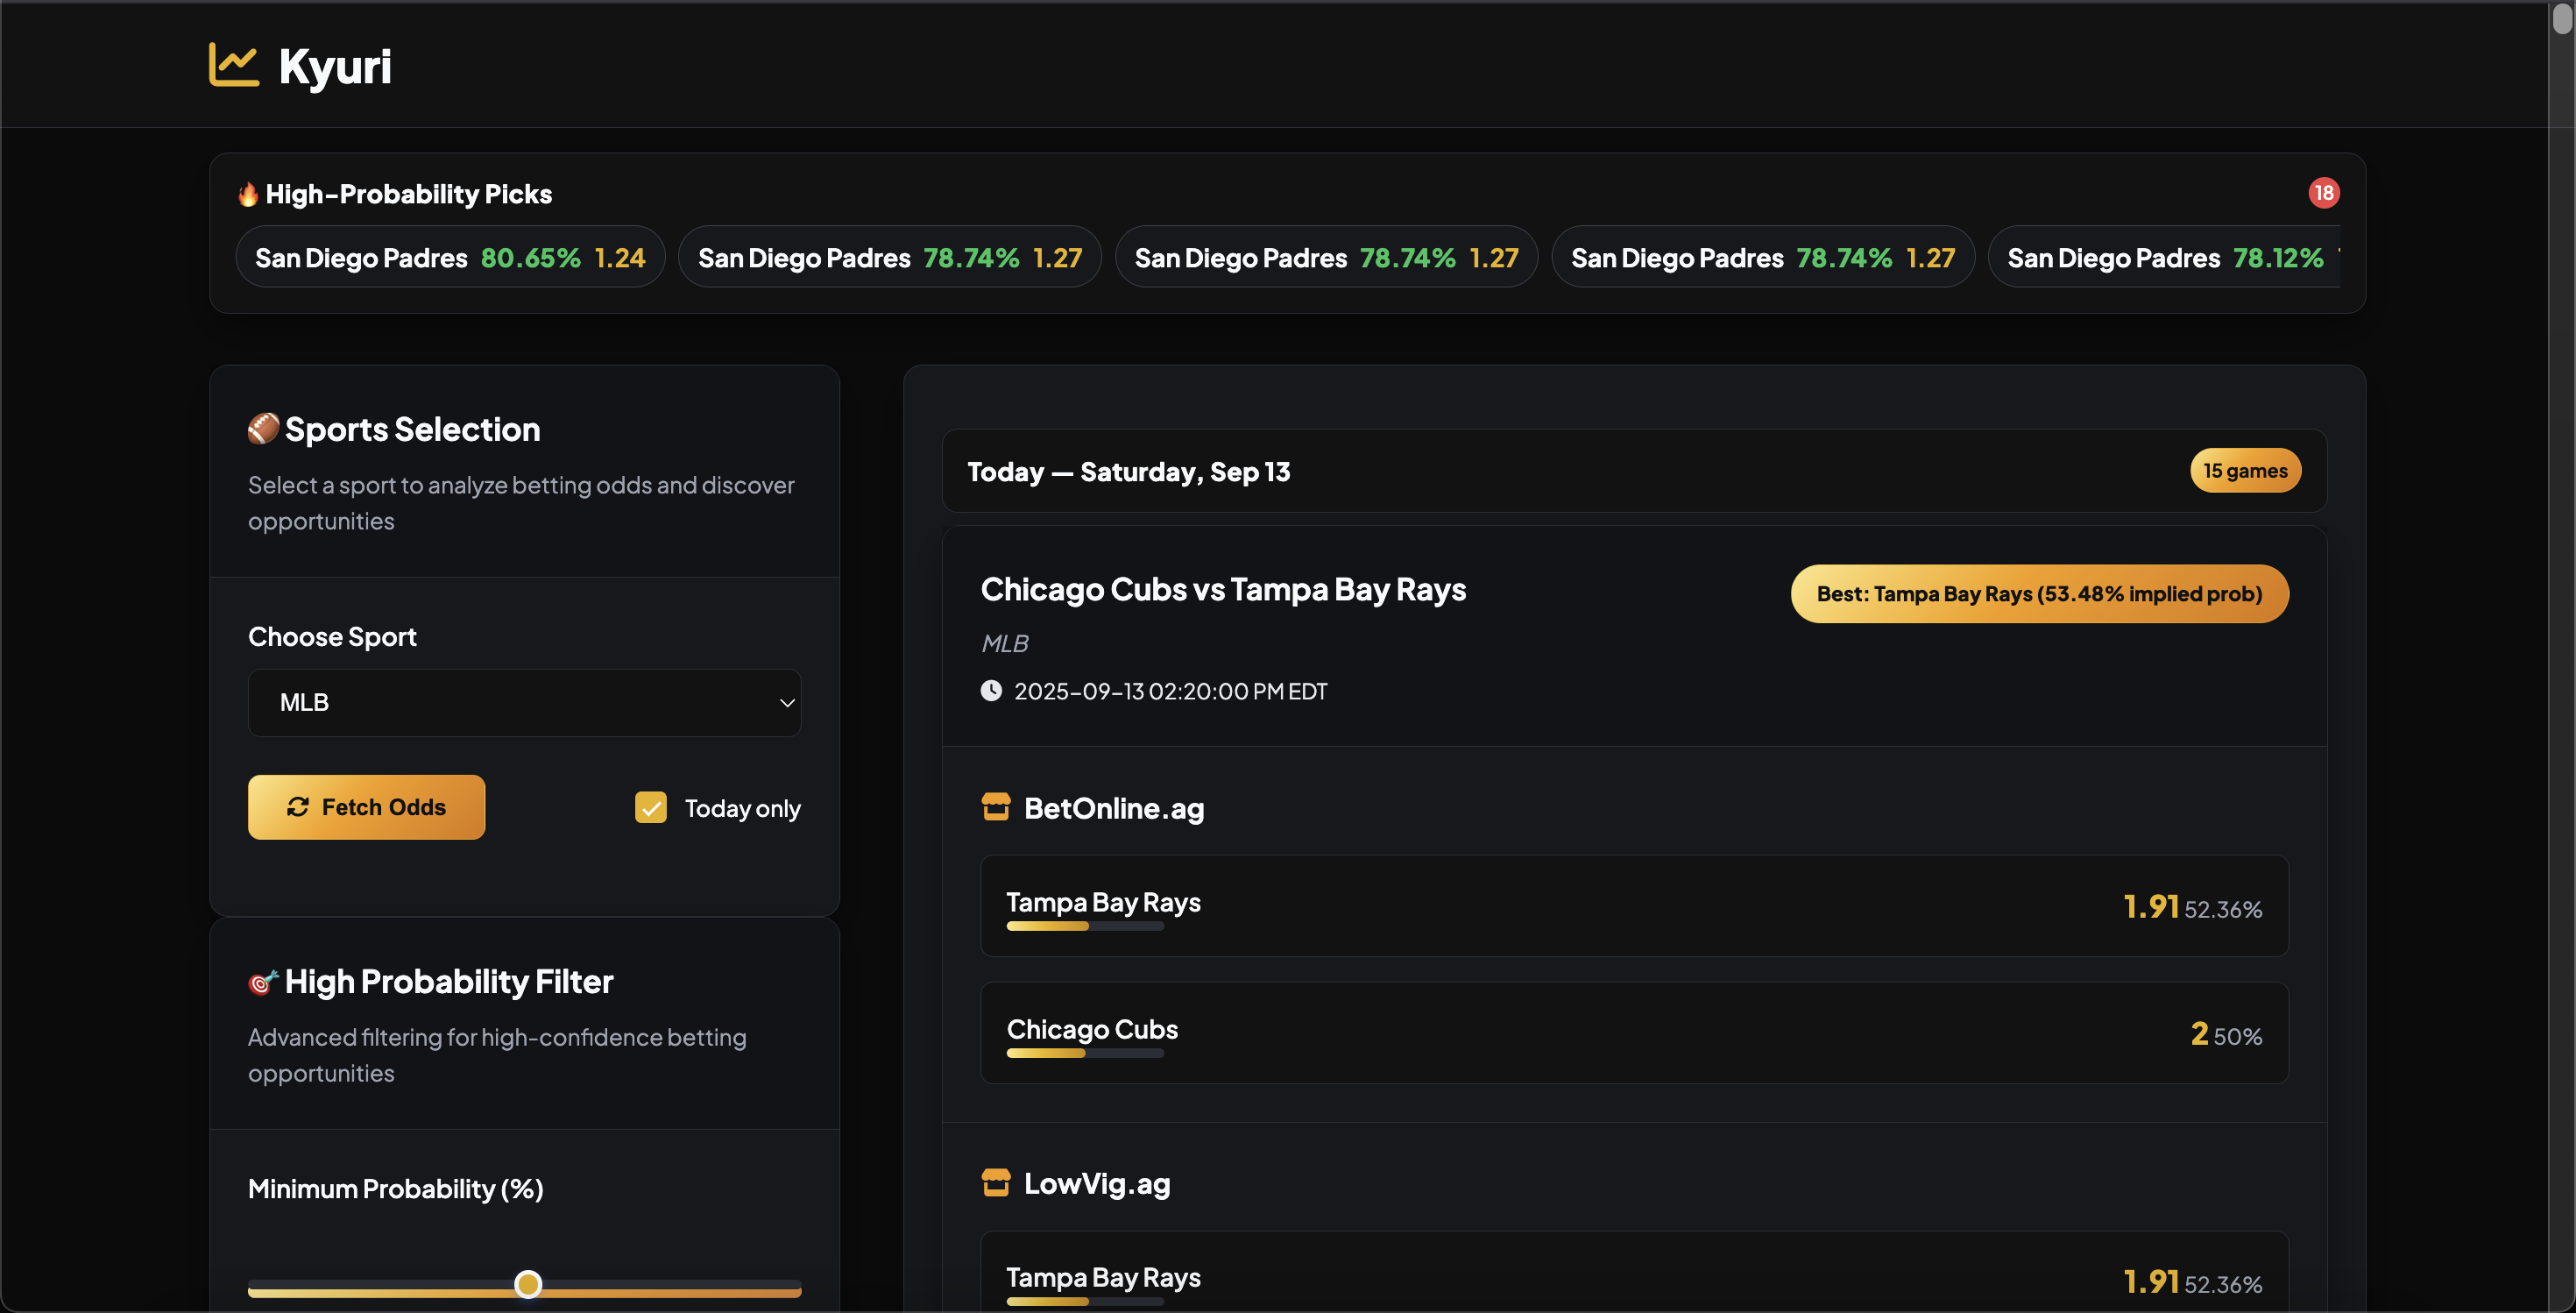 Kyuri
🔥 High-Probability Picks
18
San Diego Padres 80.65% 1.24
San Diego Padres 78.74% 1.27
San Diego Padres 78.74% 1.27
San Diego Padres 78.74% 1.27
San Diego Padres 78.12%
🏈 Sports Selection
Select a sport to analyze betting odds and discover
opportunities
Choose Sport
MLB
Fetch Odds
Today only
🎯 High Probability Filter
Advanced filtering for high-confidence betting
opportunities
Minimum Probability (%)
Today — Saturday, Sep 13
15 games
Chicago Cubs vs Tampa Bay Rays
Best: Tampa Bay Rays (53.48% implied prob)
MLB
2025-09-13 02:20:00 PM EDT
BetOnline.ag
Tampa Bay Rays
1.91 52.36%
Chicago Cubs
2 50%
LowVig.ag
Tampa Bay Rays
1.91 52.36%